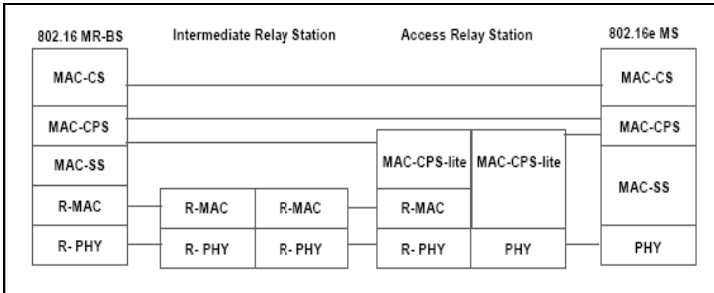 802.16 MR-BS Intermediate Relay Station Access Relay Station 802.16e MS
MAC-CS MAC-CS
MAC-CPS MAC-CPS
MAC-SS MAC-CPS-lite MAC-CPS-lite MAC-SS
R-MAC R-MAC R-MAC R-MAC
R- PHY R- PHY R- PHY R- PHY PHY PHY